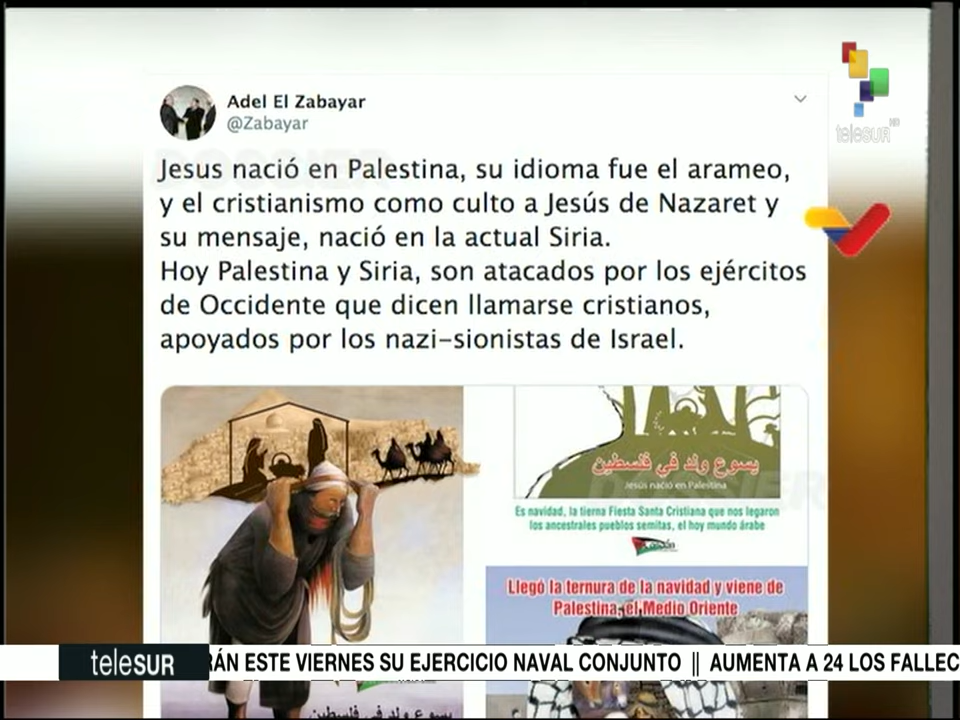 Adel El Zabayar
@Zabayar
teleSUR
HD
Jesus nació en Palestina, su idioma fue el arameo,
y el cristianismo como culto a Jesús de Nazaret y
su mensaje, nació en la actual Siria.
Hoy Palestina y Siria, son atacados por los ejércitos
de Occidente que dicen llamarse cristianos,
apoyados por los nazi-sionistas de Israel.
يسوع ولد في فلسطين
Jesús nació en Palestina
Es navidad, la tierna Fiesta Santa Cristiana que nos legaron
los ancestrales pueblos semitas, el hoy mundo árabe
Llegó la ternura de la navidad y viene de
Palestina, el Medio Oriente
teleSUR
RÁN ESTE VIERNES SU EJERCICIO NAVAL CONJUNTO || AUMENTA A 24 LOS FALLEC
يسوع ولد في فلسطين